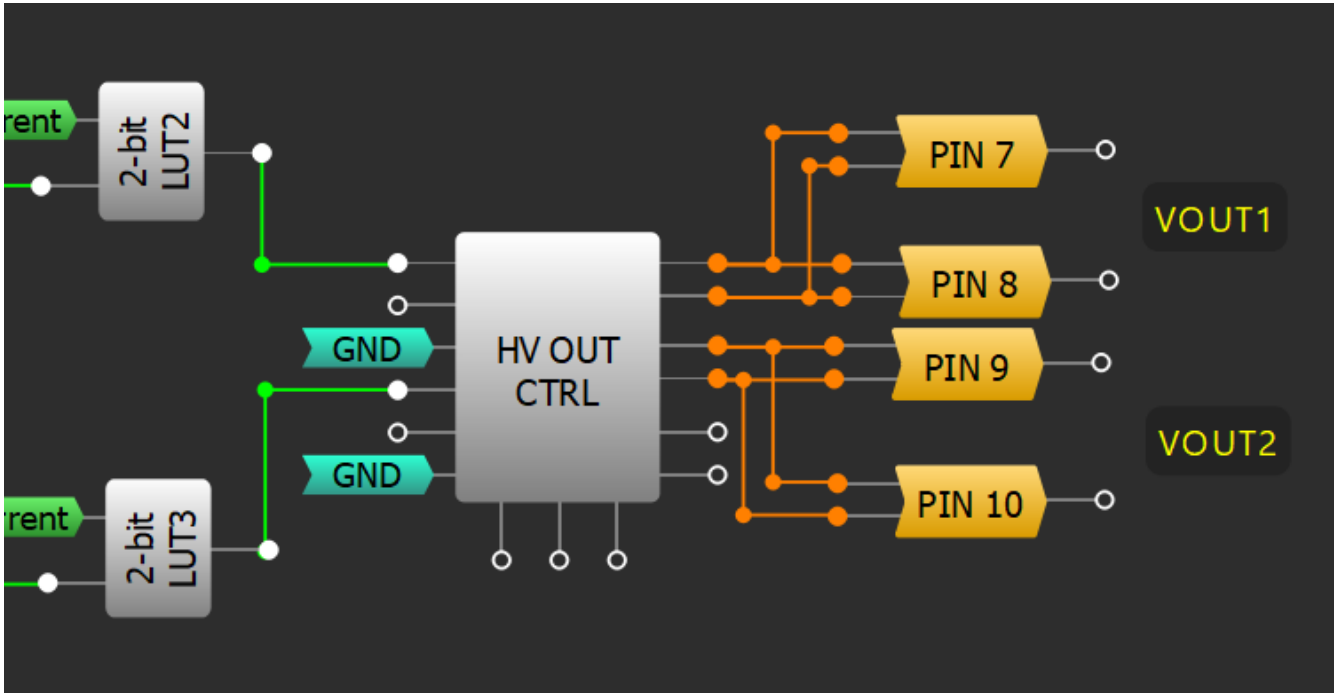 rent
2-bit
LUT2
PIN 7
VOUT1
PIN 8
GND
HV OUT
CTRL
PIN 9
VOUT2
GND
PIN 10
rrent
2-bit
LUT3